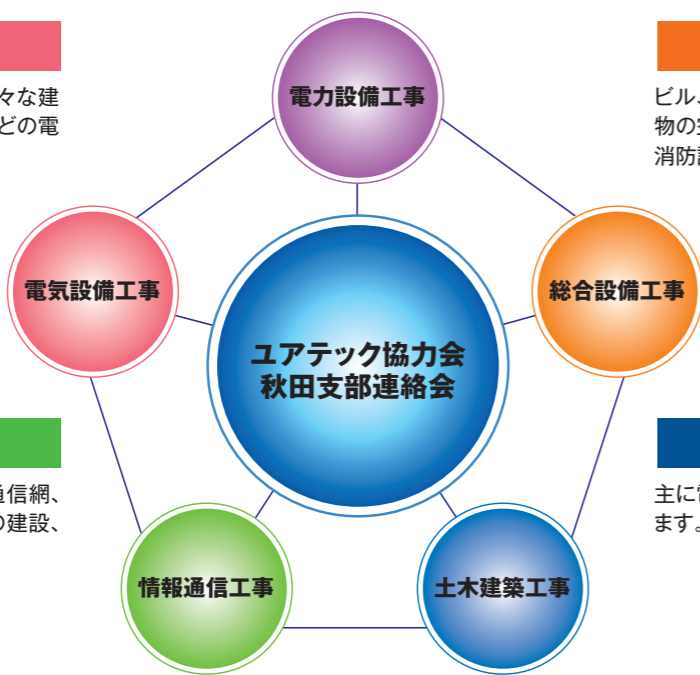 電力設備工事
々な建
どの電
ビル、
物の
消防
電気設備工事
総合設備工事
ユアテック協力会
秋田支部連絡会
通信網、
の建設、
主に
ます。
情報通信工事
土木建築工事